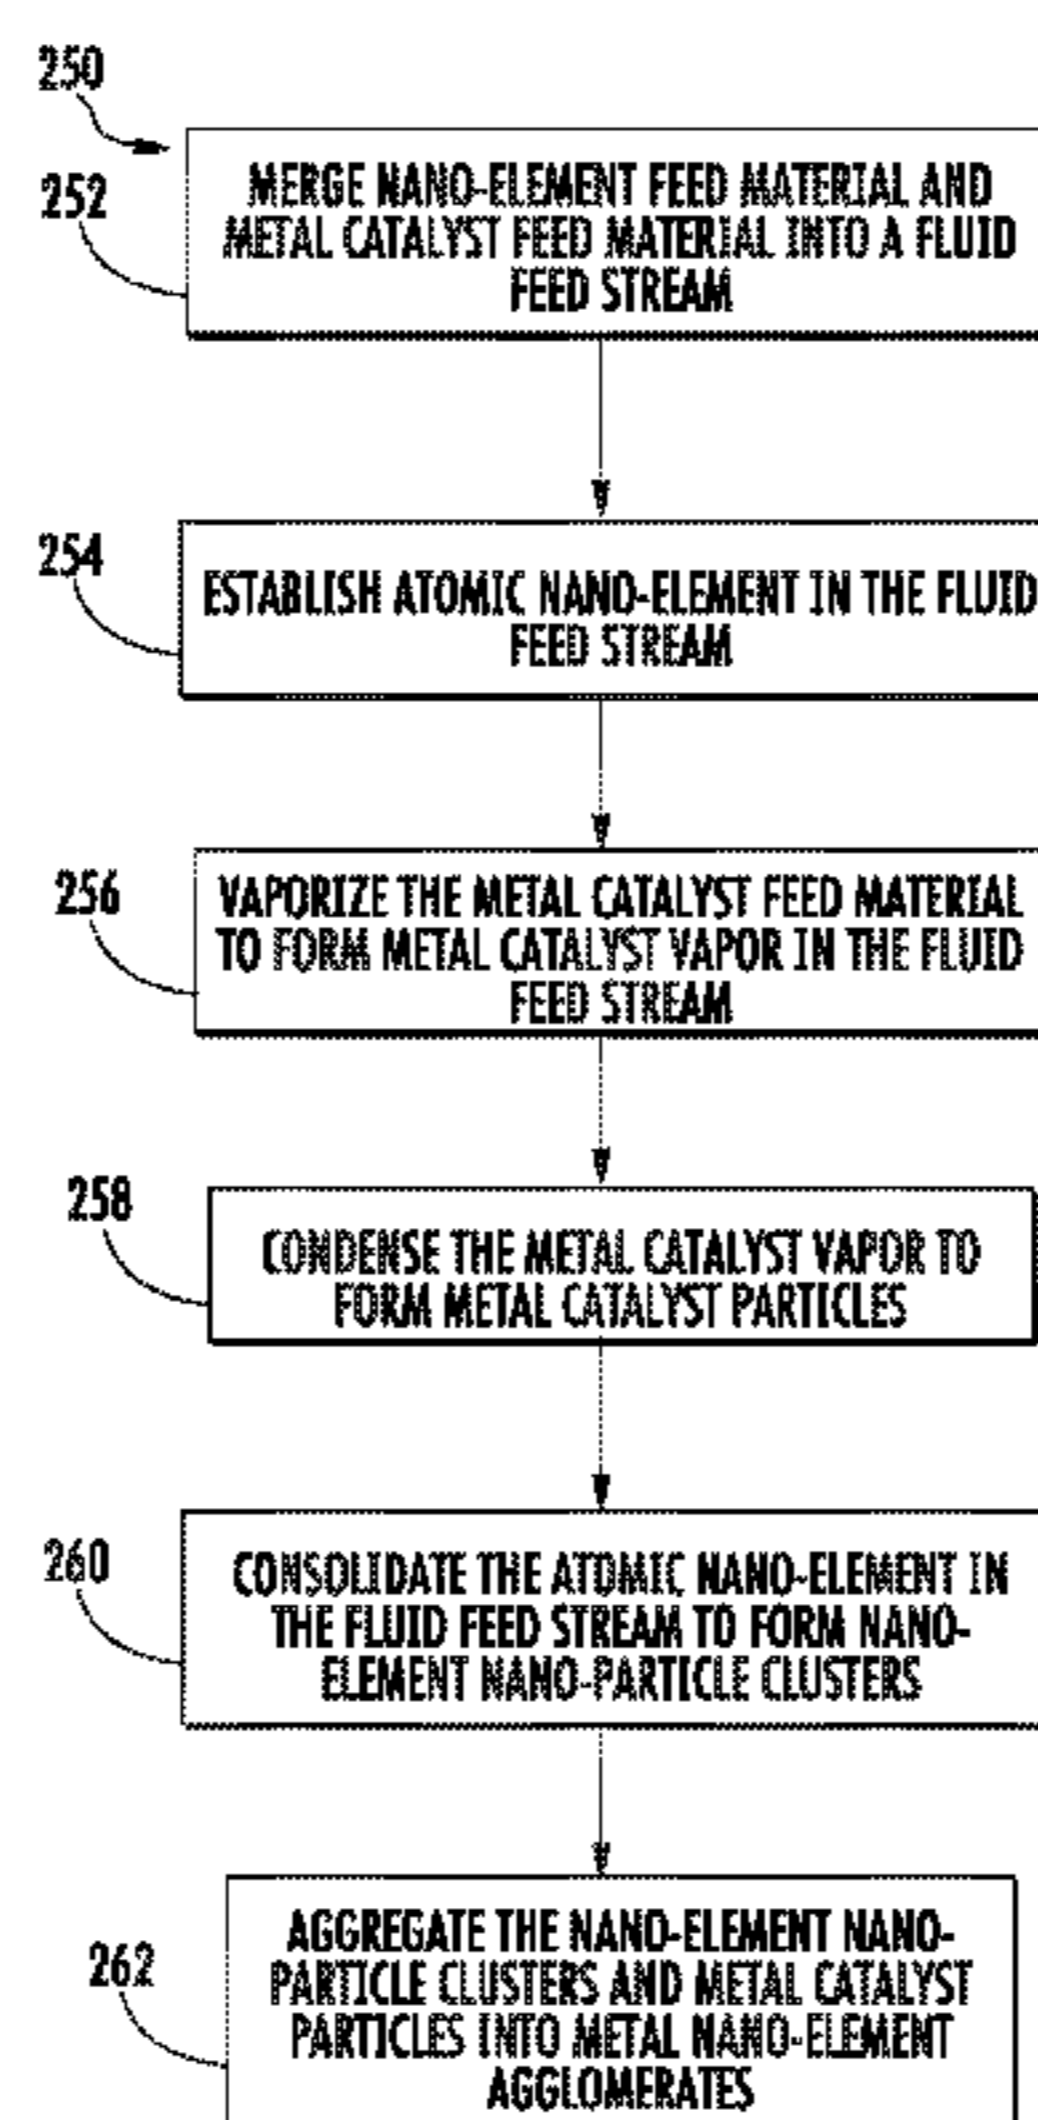 250
252
MERGE NANO-ELEMENT FEED MATERIAL AND
METAL CATALYST FEED MATERIAL INTO A FLUID
FEED STREAM
254
ESTABLISH ATOMIC NANO-ELEMENT IN THE FLUID
FEED STREAM
256
VAPORIZE THE METAL CATALYST FEED MATERIAL
TO FORM METAL CATALYST VAPOR IN THE FLUID
FEED STREAM
258
CONDENSE THE METAL CATALYST VAPOR TO
FORM METAL CATALYST PARTICLES
260
CONSOLIDATE THE ATOMIC NANO-ELEMENT IN
THE FLUID FEED STREAM TO FORM NANO-
ELEMENT NANO-PARTICLE CLUSTERS
262
AGGREGATE THE NANO-ELEMENT NANO-
PARTICLE CLUSTERS AND METAL CATALYST
PARTICLES INTO METAL NANO-ELEMENT
AGGLOMERATES